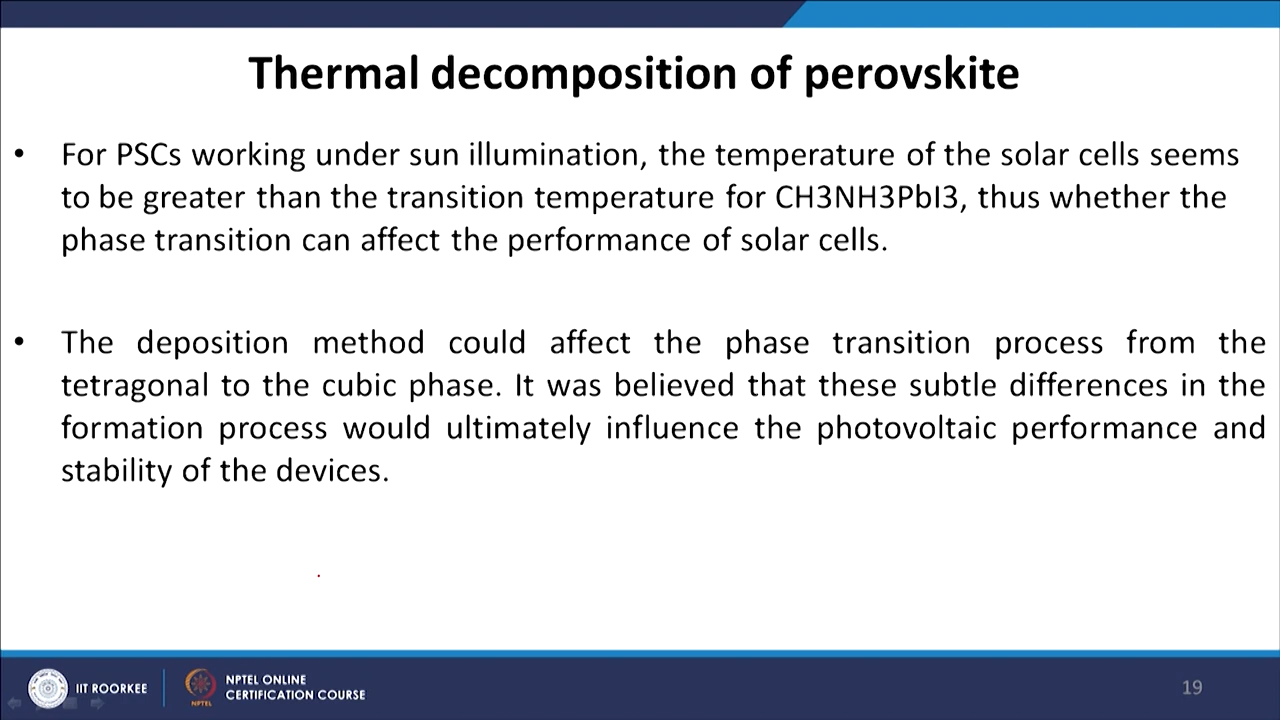 Thermal decomposition of perovskite
• For PSCs working under sun illumination, the temperature of the solar cells seems
to be greater than the transition temperature for CH3NH3PbI3, thus whether the
phase transition can affect the performance of solar cells.
• The deposition method could affect the phase transition process from the
tetragonal to the cubic phase. It was believed that these subtle differences in the
formation process would ultimately influence the photovoltaic performance and
stability of the devices.
IIT ROORKEE
NPTEL
NPTEL ONLINE
CERTIFICATION COURSE
19